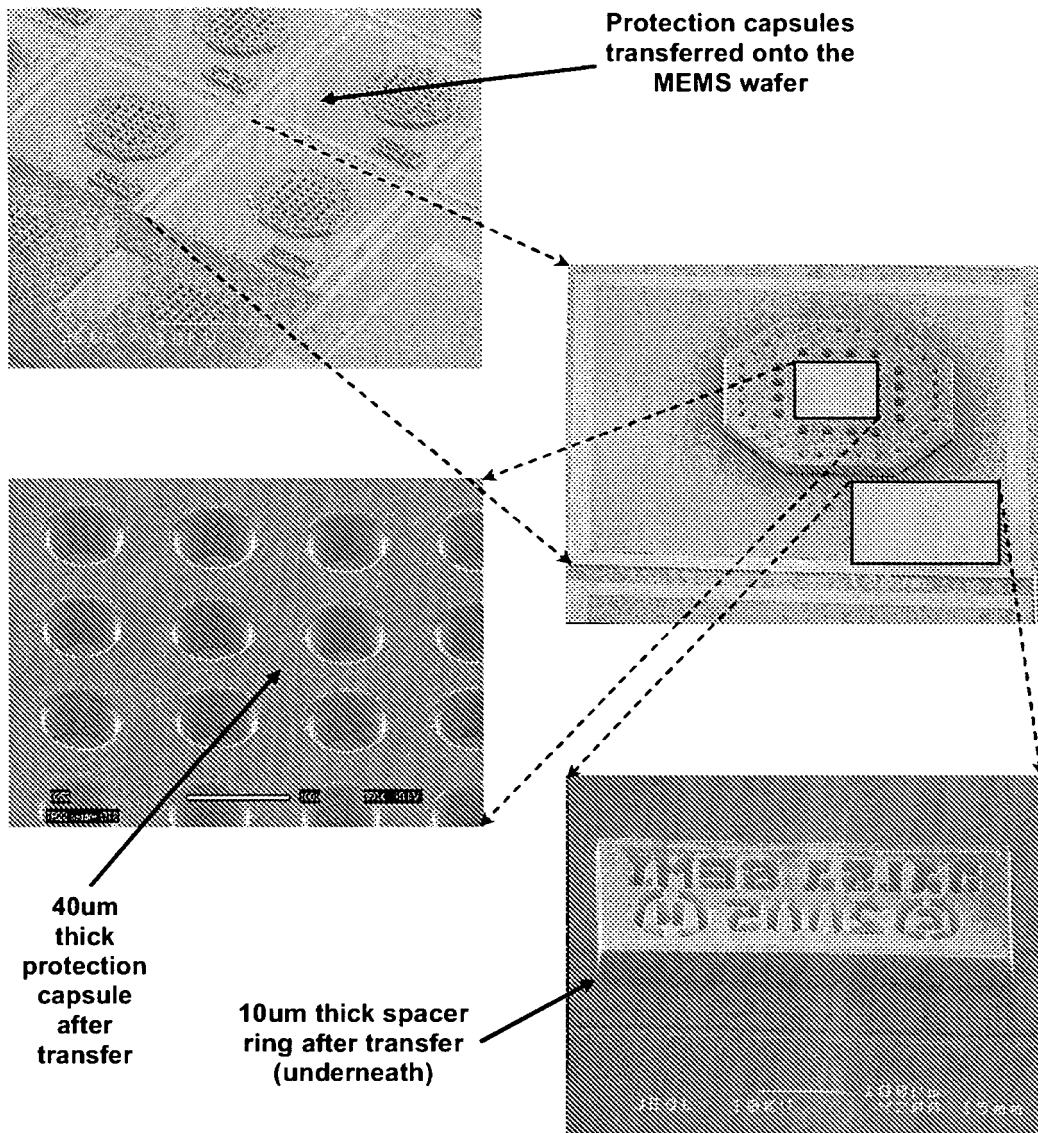 Protection capsules
transferred onto the
MEMS wafer
40um
thick
protection
capsule
after
transfer
10um thick spacer
ring after transfer
(underneath)